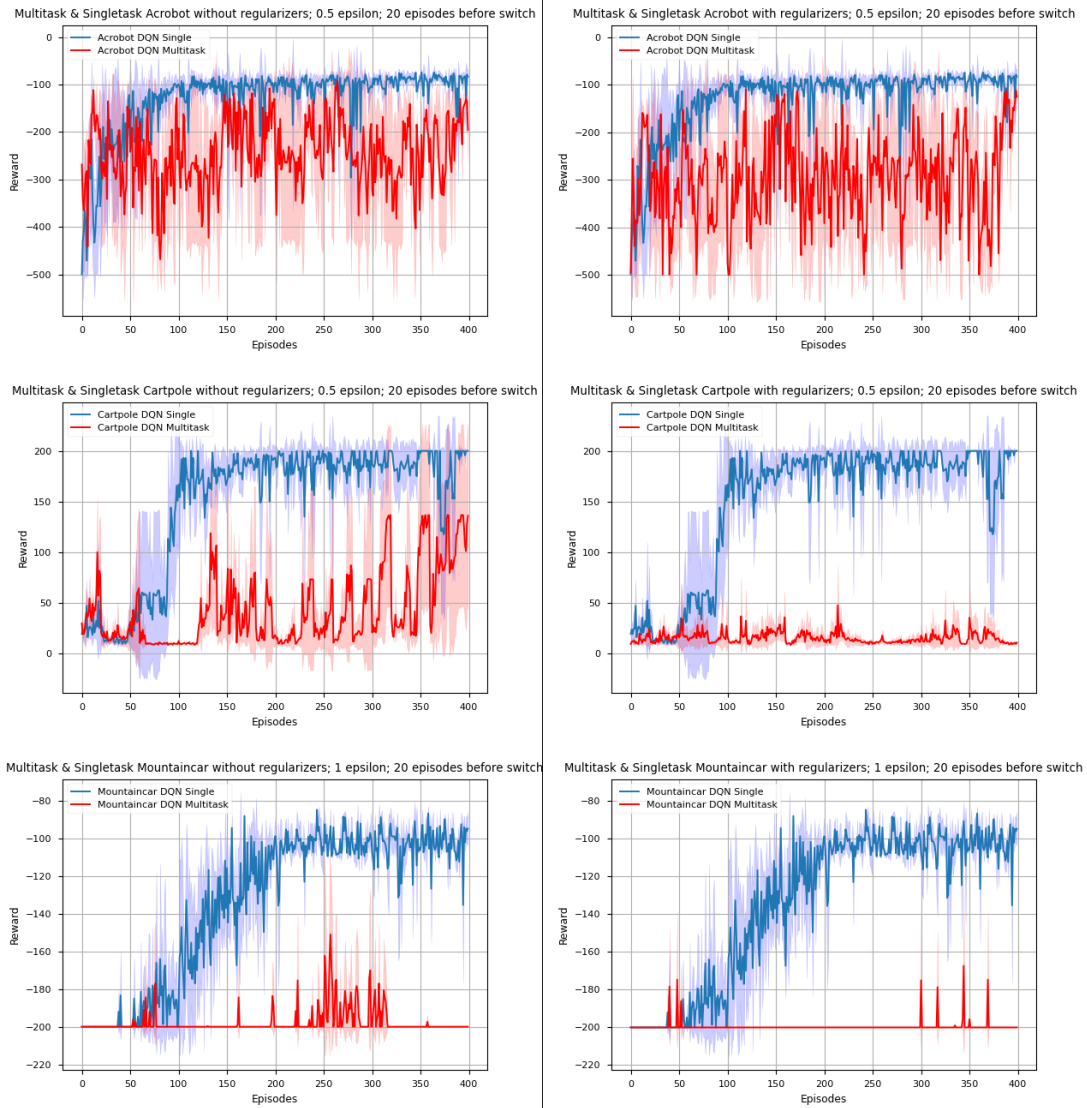 Multitask & Singletask Acrobot without regularizers; 0.5 epsilon; 20 episodes before switch
Acrobot DQN Single
Acrobot DQN Multitask
0
−100
−200
−300
−400
−500
Reward
0 50 100 150 200 250 300 350 400
Episodes
Multitask & Singletask Acrobot with regularizers; 0.5 epsilon; 20 episodes before switch
Acrobot DQN Single
Acrobot DQN Multitask
0
−100
−200
−300
−400
−500
Reward
0 50 100 150 200 250 300 350 400
Episodes
Multitask & Singletask Cartpole without regularizers; 0.5 epsilon; 20 episodes before switch
Cartpole DQN Single
Cartpole DQN Multitask
200
150
100
50
0
Reward
0 50 100 150 200 250 300 350 400
Episodes
Multitask & Singletask Cartpole with regularizers; 0.5 epsilon; 20 episodes before switch
Cartpole DQN Single
Cartpole DQN Multitask
200
150
100
50
0
Reward
0 50 100 150 200 250 300 350 400
Episodes
Multitask & Singletask Mountaincar without regularizers; 1 epsilon; 20 episodes before switch
Mountaincar DQN Single
Mountaincar DQN Multitask
−80
−100
−120
−140
−160
−180
−200
−220
Reward
0 50 100 150 200 250 300 350 400
Episodes
Multitask & Singletask Mountaincar with regularizers; 1 epsilon; 20 episodes before switch
Mountaincar DQN Single
Mountaincar DQN Multitask
−80
−100
−120
−140
−160
−180
−200
−220
Reward
0 50 100 150 200 250 300 350 400
Episodes